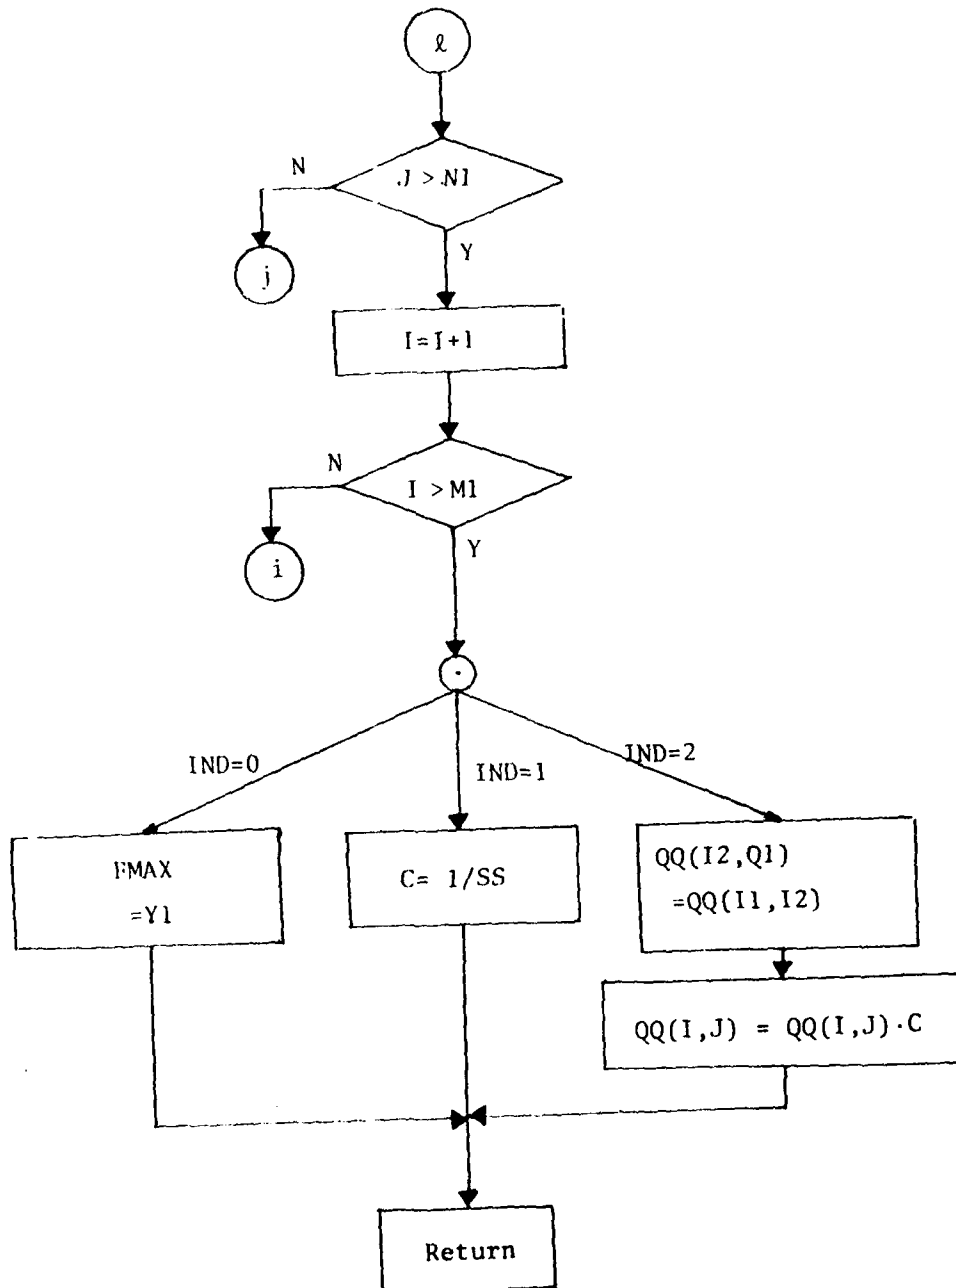 ℓ
N
J > N1
Y
j
I=I+1
N
I > M1
Y
i
IND=0
IND=1
IND=2
FMAX
=Y1
C= 1/SS
QQ(I2,Q1)
=QQ(I1,I2)
QQ(I,J) = QQ(I,J)·C
Return